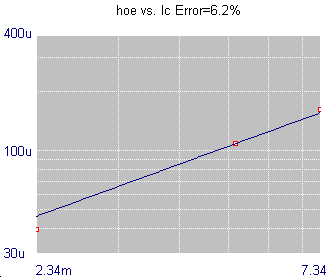 hoe vs. Ic Error=6.2%
400u
100u
30u
2.34m 7.34